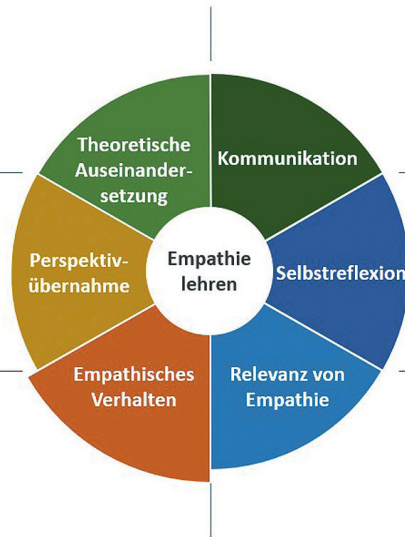 Theoretische
Auseinander-
setzung
Kommunikation
Perspektiv-
übernahme
Empathie
lehren
Selbstreflexion
Empathisches
Verhalten
Relevanz von
Empathie